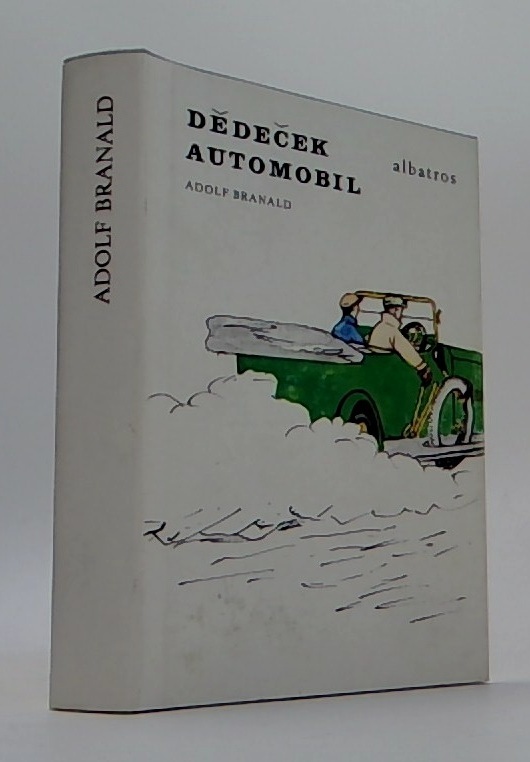 ADOLF BRANALD
DĚDEČEK
AUTOMOBIL
albatros
ADOLF BRANALD